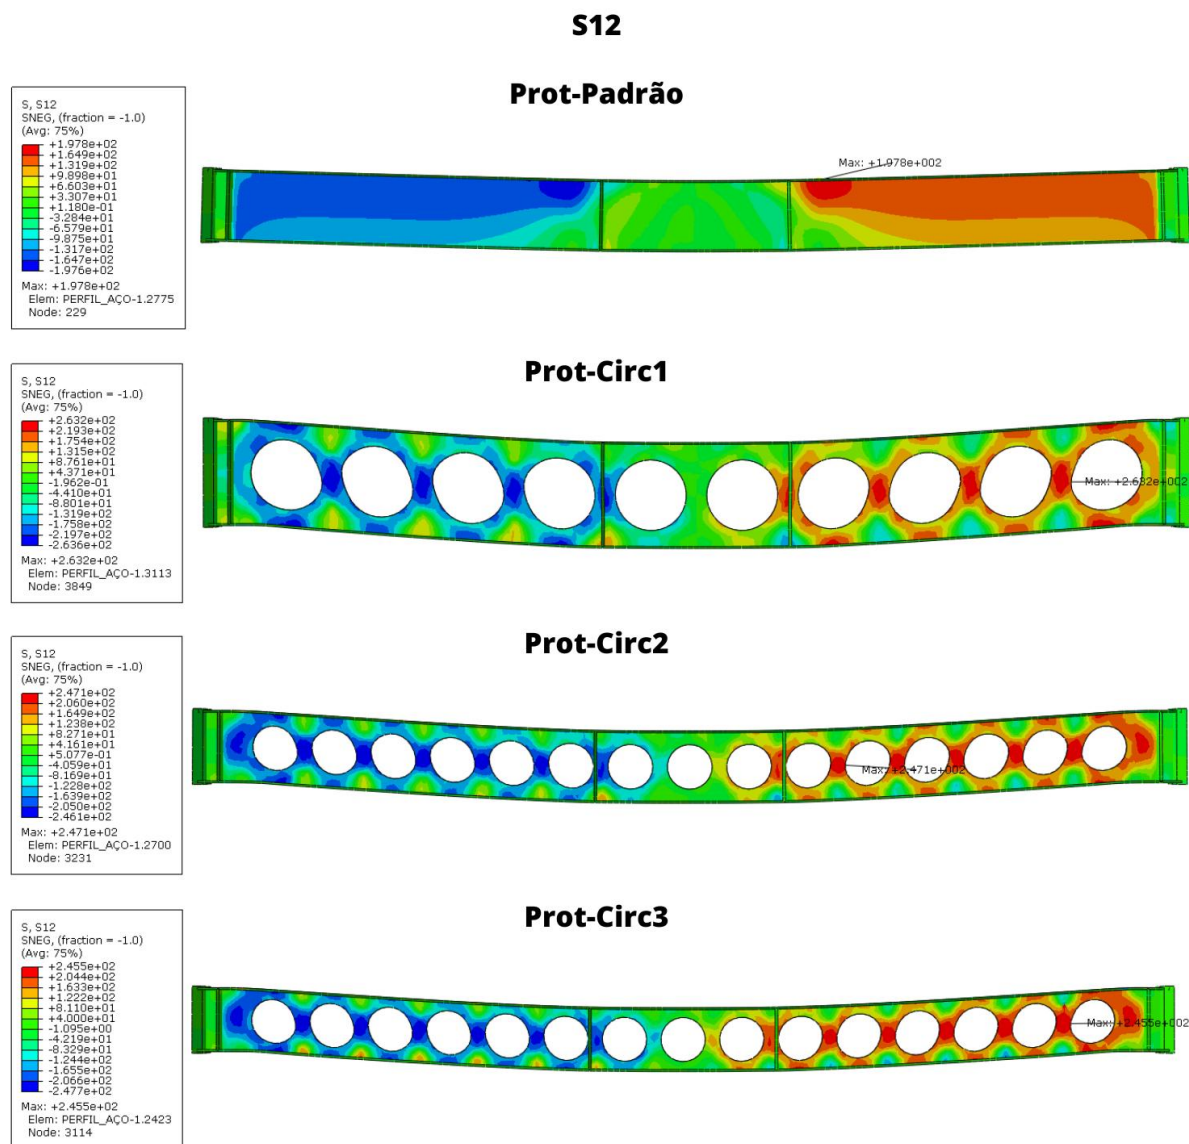 S12
Prot-Padrão
S, S12
SNEG, (fraction = -1.0)
(Avg: 75%)
+1.978e+02
+1.649e+02
+1.319e+02
+9.898e+01
+6.603e+01
+3.307e+01
+1.180e-01
-3.284e+01
-6.579e+01
-9.875e+01
-1.317e+02
-1.647e+02
-1.976e+02
Max: +1.978e+02
Elem: PERFIL_AÇO-1.2775
Node: 229
Max: +1.978e+002
Prot-Circ1
S, S12
SNEG, (fraction = -1.0)
(Avg: 75%)
+2.632e+02
+2.193e+02
+1.754e+02
+1.315e+02
+8.761e+01
+4.371e+01
-1.962e-01
-4.410e+01
-8.801e+01
-1.319e+02
-1.758e+02
-2.197e+02
-2.636e+02
Max: +2.632e+02
Elem: PERFIL_AÇO-1.3113
Node: 3849
Max: +2.632e+002
Prot-Circ2
S, S12
SNEG, (fraction = -1.0)
(Avg: 75%)
+2.471e+02
+2.060e+02
+1.649e+02
+1.238e+02
+8.271e+01
+4.161e+01
+5.077e-01
-4.059e+01
-8.169e+01
-1.228e+02
-1.639e+02
-2.050e+02
-2.461e+02
Max: +2.471e+02
Elem: PERFIL_AÇO-1.2700
Node: 3231
Max: +2.471e+002
Prot-Circ3
S, S12
SNEG, (fraction = -1.0)
(Avg: 75%)
+2.455e+02
+2.044e+02
+1.633e+02
+1.222e+02
+8.110e+01
+4.000e+01
-1.095e+00
-4.219e+01
-8.329e+01
-1.244e+02
-1.655e+02
-2.066e+02
-2.477e+02
Max: +2.455e+02
Elem: PERFIL_AÇO-1.2423
Node: 3114
Max: +2.455e+002